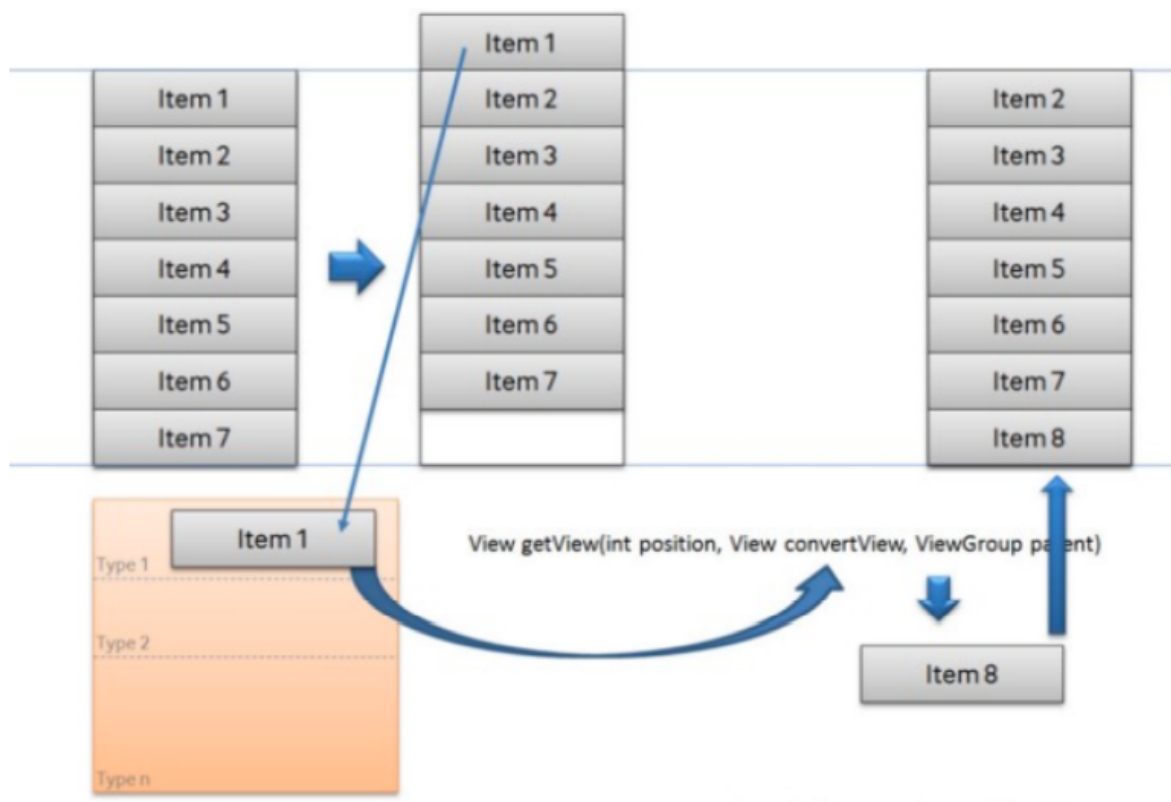 Item 1
Item 2
Item 3
Item 4
Item 5
Item 6
Item 7
Item 1
Item 2
Item 3
Item 4
Item 5
Item 6
Item 7
Item 2
Item 3
Item 4
Item 5
Item 6
Item 7
Item 8
Item 1
Type 1
Type 2
Type n
View getView(int position, View convertView, ViewGroup parent)
Item 8